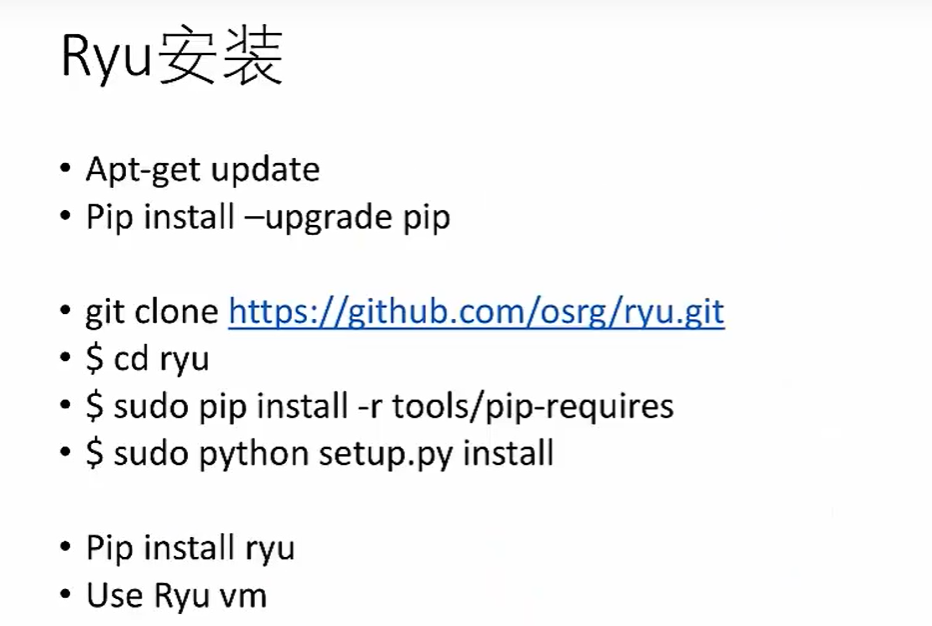 Ryu安装
• Apt-get update
• Pip install –upgrade pip
• git clone https://github.com/osrg/ryu.git
• $ cd ryu
• $ sudo pip install -r tools/pip-requires
• $ sudo python setup.py install
• Pip install ryu
• Use Ryu vm